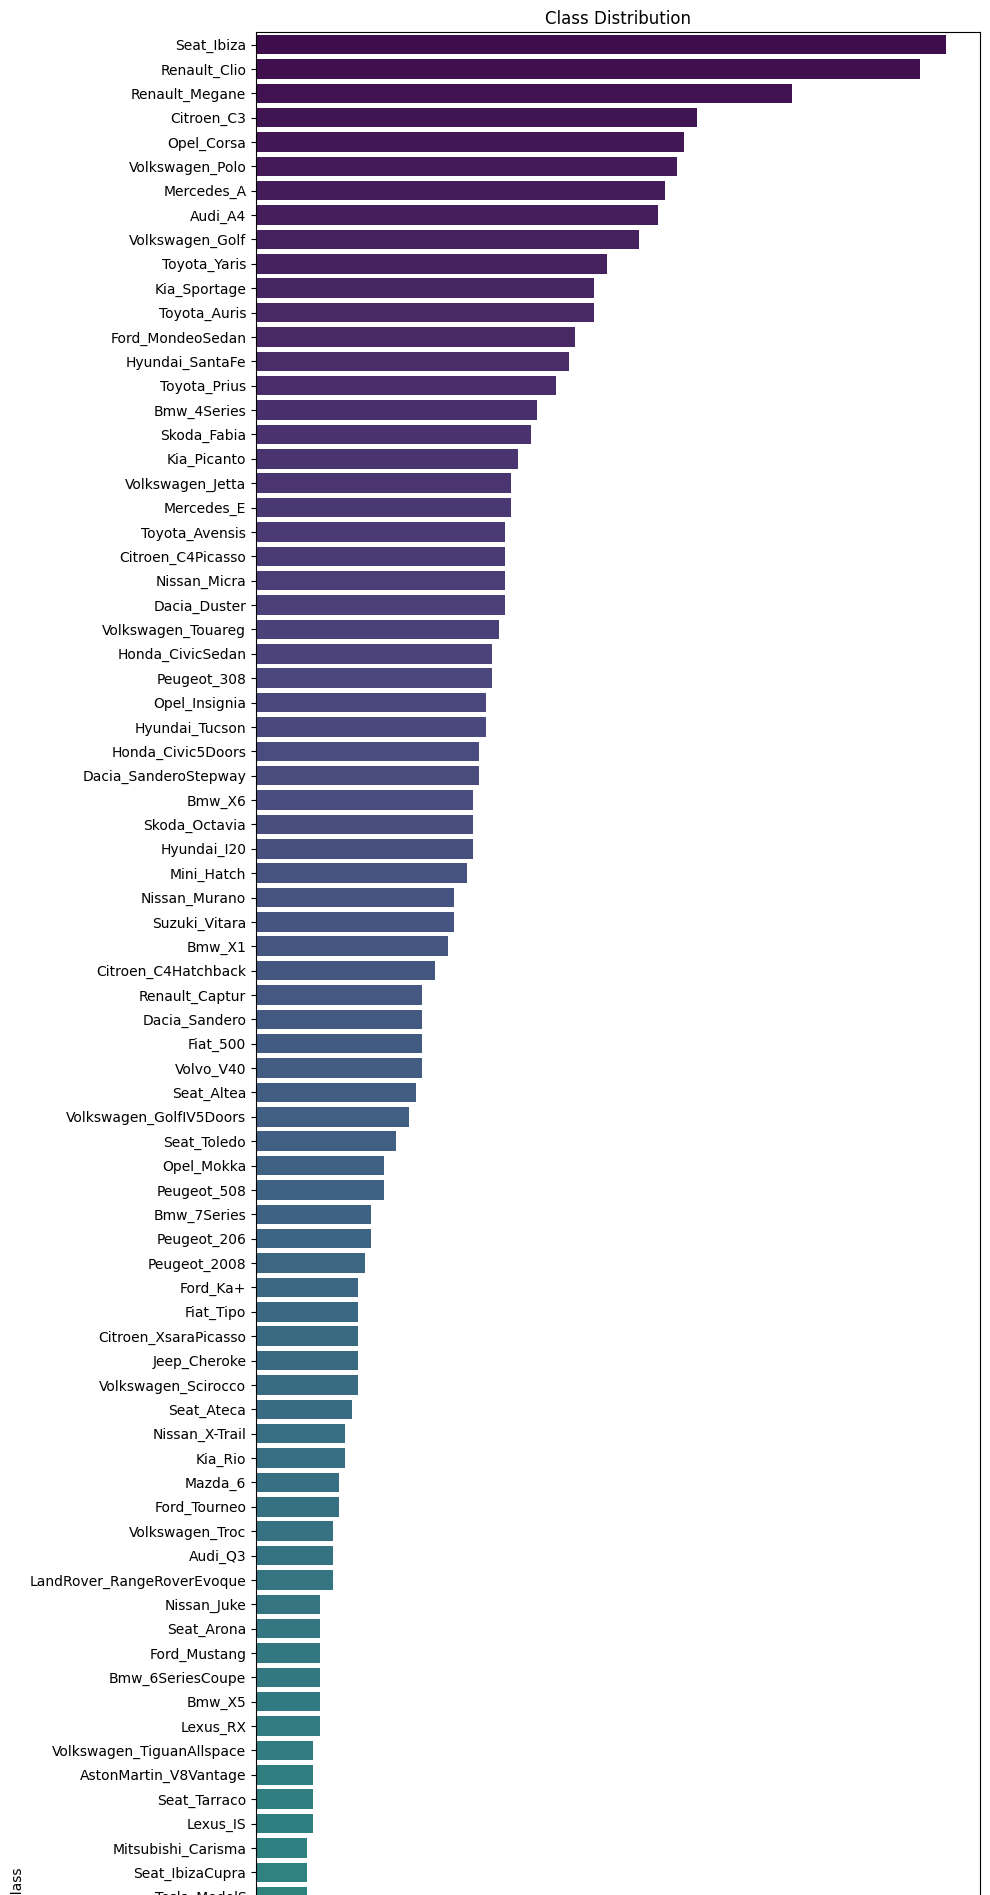 Class Distribution
Seat_Ibiza
Renault_Clio
Renault_Megane
Citroen_C3
Opel_Corsa
Volkswagen_Polo
Mercedes_A
Audi_A4
Volkswagen_Golf
Toyota_Yaris
Kia_Sportage
Toyota_Auris
Ford_MondeoSedan
Hyundai_SantaFe
Toyota_Prius
Bmw_4Series
Skoda_Fabia
Kia_Picanto
Volkswagen_Jetta
Mercedes_E
Toyota_Avensis
Citroen_C4Picasso
Nissan_Micra
Dacia_Duster
Volkswagen_Touareg
Honda_CivicSedan
Peugeot_308
Opel_Insignia
Hyundai_Tucson
Honda_Civic5Doors
Dacia_SanderoStepway
Bmw_X6
Skoda_Octavia
Hyundai_I20
Mini_Hatch
Nissan_Murano
Suzuki_Vitara
Bmw_X1
Citroen_C4Hatchback
Renault_Captur
Dacia_Sandero
Fiat_500
Volvo_V40
Seat_Altea
Volkswagen_GolfIV5Doors
Seat_Toledo
Opel_Mokka
Peugeot_508
Bmw_7Series
Peugeot_206
Peugeot_2008
Ford_Ka+
Fiat_Tipo
Citroen_XsaraPicasso
Jeep_Cheroke
Volkswagen_Scirocco
Seat_Ateca
Nissan_X-Trail
Kia_Rio
Mazda_6
Ford_Tourneo
Volkswagen_Troc
Audi_Q3
LandRover_RangeRoverEvoque
Nissan_Juke
Seat_Arona
Ford_Mustang
Bmw_6SeriesCoupe
Bmw_X5
Lexus_RX
Volkswagen_TiguanAllspace
AstonMartin_V8Vantage
Seat_Tarraco
Lexus_IS
Mitsubishi_Carisma
Seat_IbizaCupra
Tesla_ModelS
lass